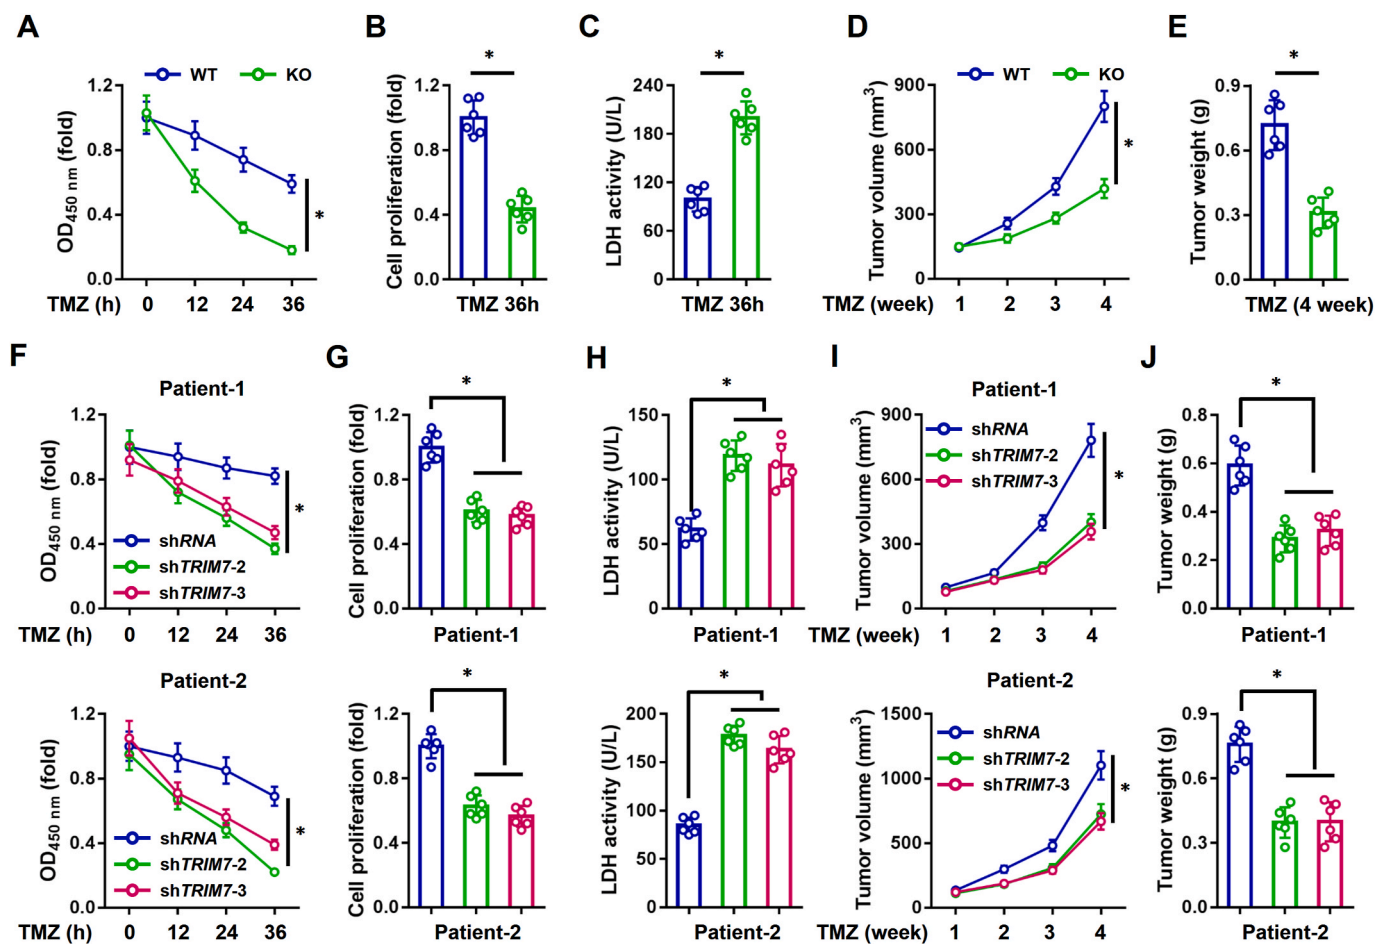 A
WT KO
OD450 nm (fold)
1.2
0.8
0.4
0.0
TMZ (h) 0 12 24 36
*
B
*
Cell proliferation (fold)
1.2
0.8
0.4
0.0
TMZ 36h
C
*
LDH activity (U/L)
240
180
120
60
0
TMZ 36h
D
WT KO
Tumor volume (mm3)
900
600
300
0
TMZ (week) 1 2 3 4
*
E
*
Tumor weight (g)
0.9
0.6
0.3
0.0
TMZ (4 week)
F
Patient-1
OD450 nm (fold)
1.2
0.8
0.4
0.0
shRNA
shTRIM7-2
shTRIM7-3
TMZ (h) 0 12 24 36
*
Patient-2
OD450 nm (fold)
1.2
0.8
0.4
0.0
shRNA
shTRIM7-2
shTRIM7-3
TMZ (h) 0 12 24 36
*
G
*
Cell proliferation (fold)
1.2
0.8
0.4
0.0
Patient-1
*
Cell proliferation (fold)
1.2
0.8
0.4
0.0
Patient-2
H
*
LDH activity (U/L)
150
100
50
0
Patient-1
*
LDH activity (U/L)
200
150
100
50
0
Patient-2
I
Patient-1
Tumor volume (mm3)
900
600
300
0
shRNA
shTRIM7-2
shTRIM7-3
TMZ (week) 1 2 3 4
*
Patient-2
Tumor volume (mm3)
1500
1000
500
0
shRNA
shTRIM7-2
shTRIM7-3
TMZ (week) 1 2 3 4
*
J
*
Tumor weight (g)
0.8
0.6
0.4
0.2
0.0
Patient-1
*
Tumor weight (g)
0.9
0.6
0.3
0.0
Patient-2